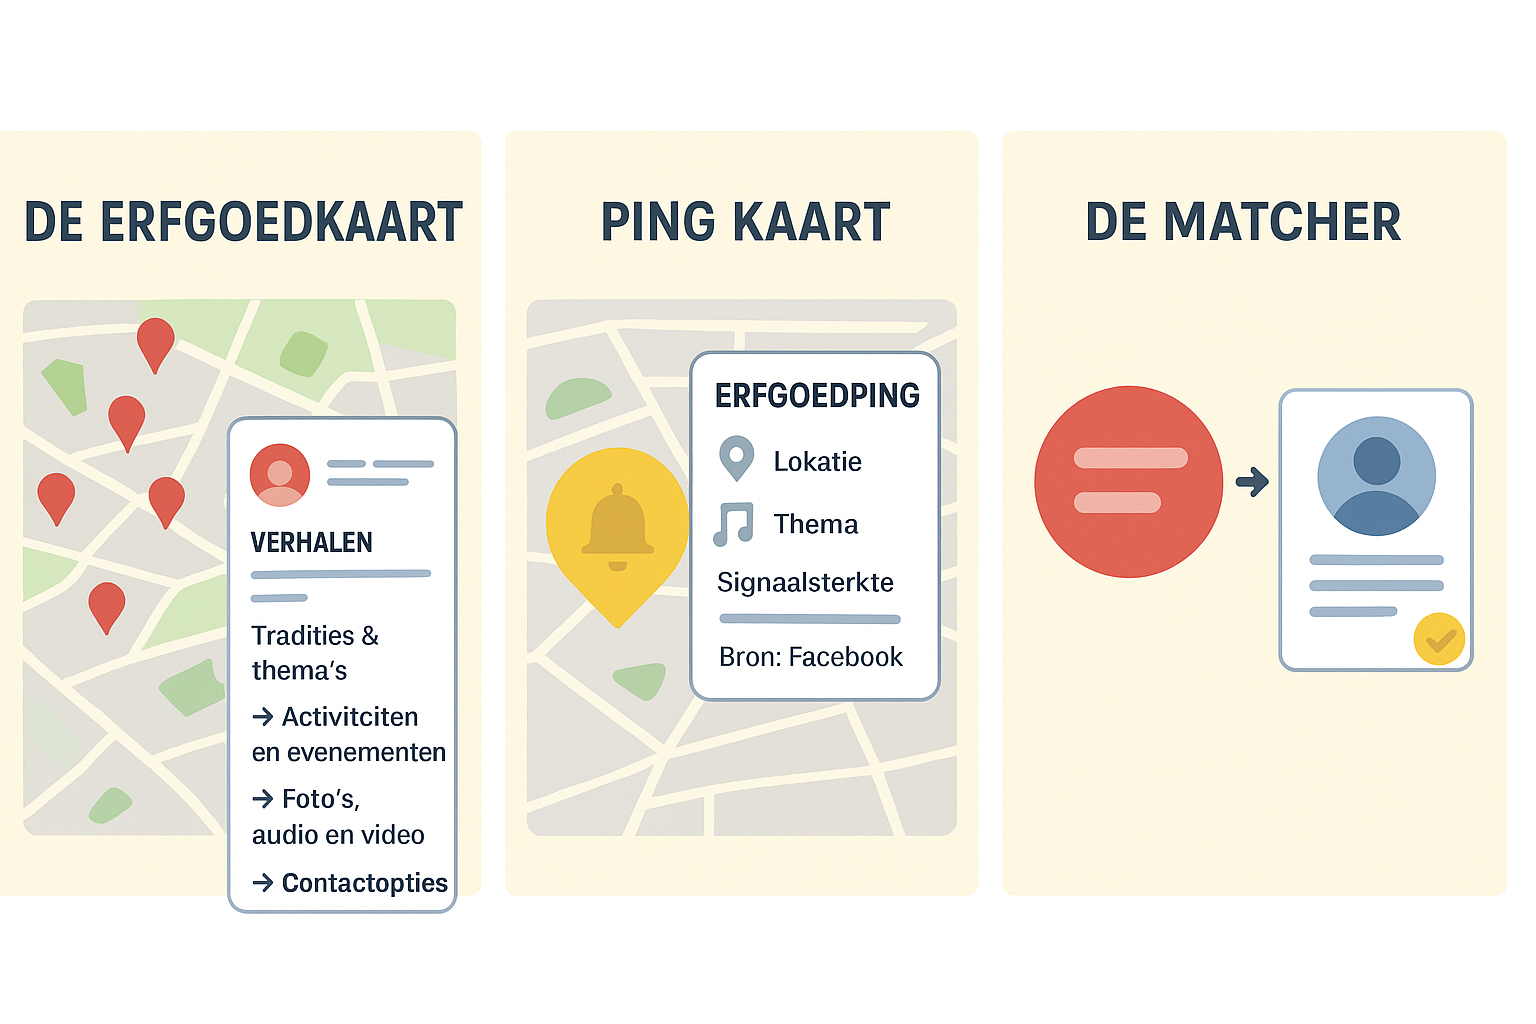 DE ERFGOEDKAART
VERHALEN
Tradities &
thema's
→ Activitciten
en evenementen
→ Foto's,
audio en video
→ Contactopties
PING KAART
ERFGOEDPING
Lokatie
Thema
Signaalsterkte
Bron: Facebook
DE MATCHER